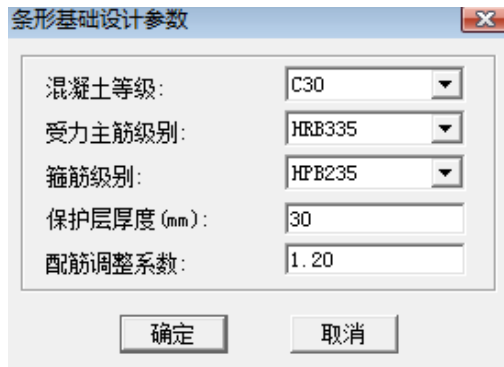 条形基础设计参数
混凝土等级: C30
受力主筋级别: HRB335
箍筋级别: HPB235
保护层厚度(mm): 30
配筋调整系数: 1.20
确定 取消